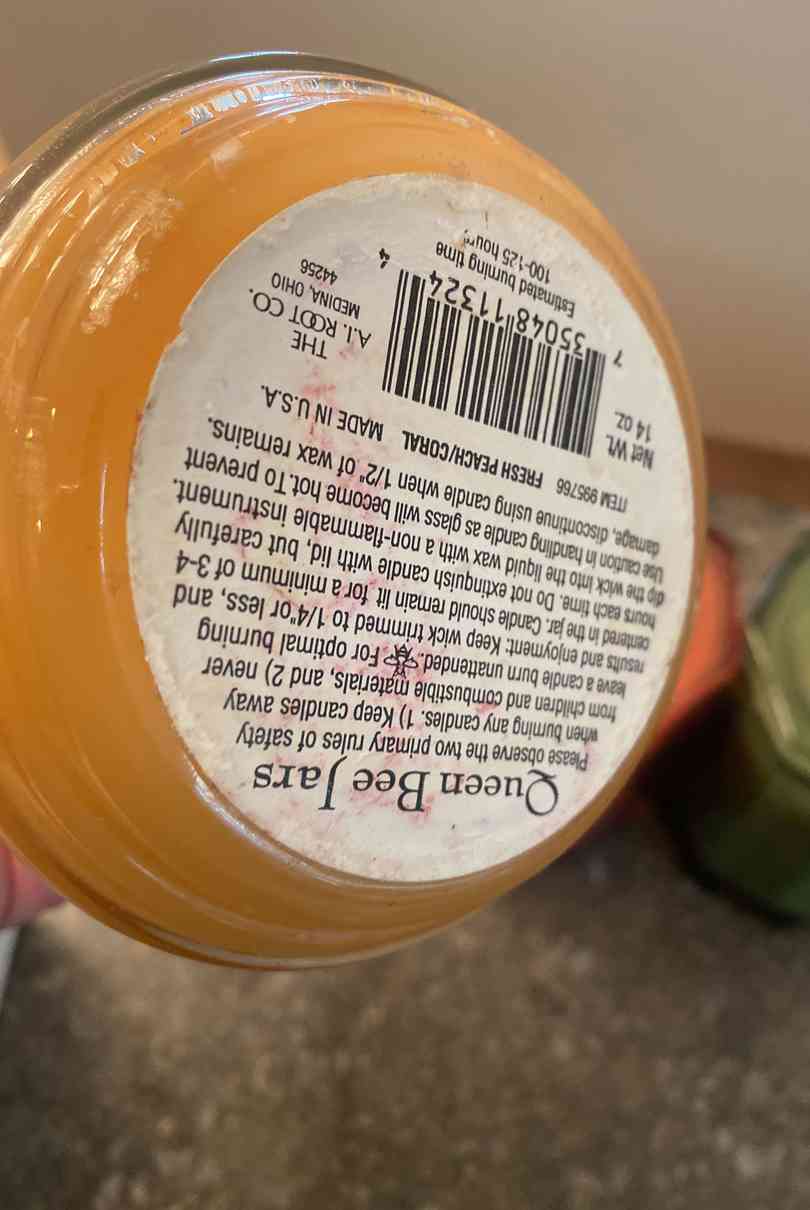 Queen Bee Jars
Please observe the two primary rules of safety
when burning any candles. 1) Keep candles away
from children and combustible materials, and 2) never
leave a candle burn unattended. For optimal burning
results and enjoyment: Keep wick trimmed to 1/4" or less, and
centered in the jar. Candle should remain lit for a minimum of 3-4
hours each time. Do not extinquish candle with lid, but carefully
dip the wick into the liquid wax with a non-flammable instrument.
Use caution in handling candle as glass will become hot. To prevent
damage, discontinue using candle when 1/2" of wax remains.
ITEM 995766 FRESH PEACH/CORAL MADE IN U.S.A.
Net Wt.
14 oz.
THE
A.I. ROOT CO.
MEDINA, OHIO
44256
7 35048 11324 4
Estimated burning time
100-125 hours